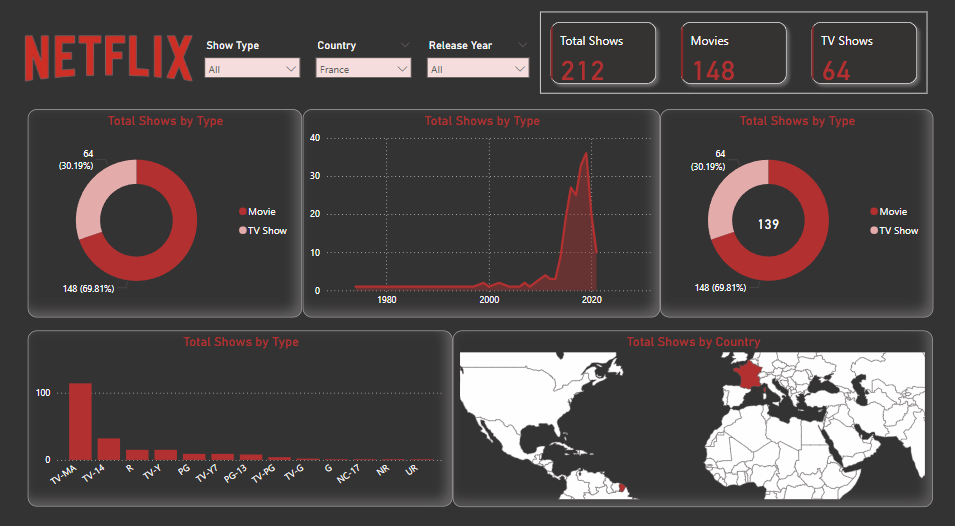 NETFLIX
Show Type
All
Country
France
Release Year
All
Total Shows
212
Movies
148
TV Shows
64
Total Shows by Type
64
(30.19%)
148 (69.81%)
Movie
TV Show
Total Shows by Type
40
30
20
10
0
1980
2000
2020
Total Shows by Type
64
(30.19%)
139
148 (69.81%)
Movie
TV Show
Total Shows by Type
100
0
TV-MA
TV-14
R
TV-Y
PG
TV-Y7
PG-13
TV-PG
TV-G
G
NC-17
NR
UR
Total Shows by Country